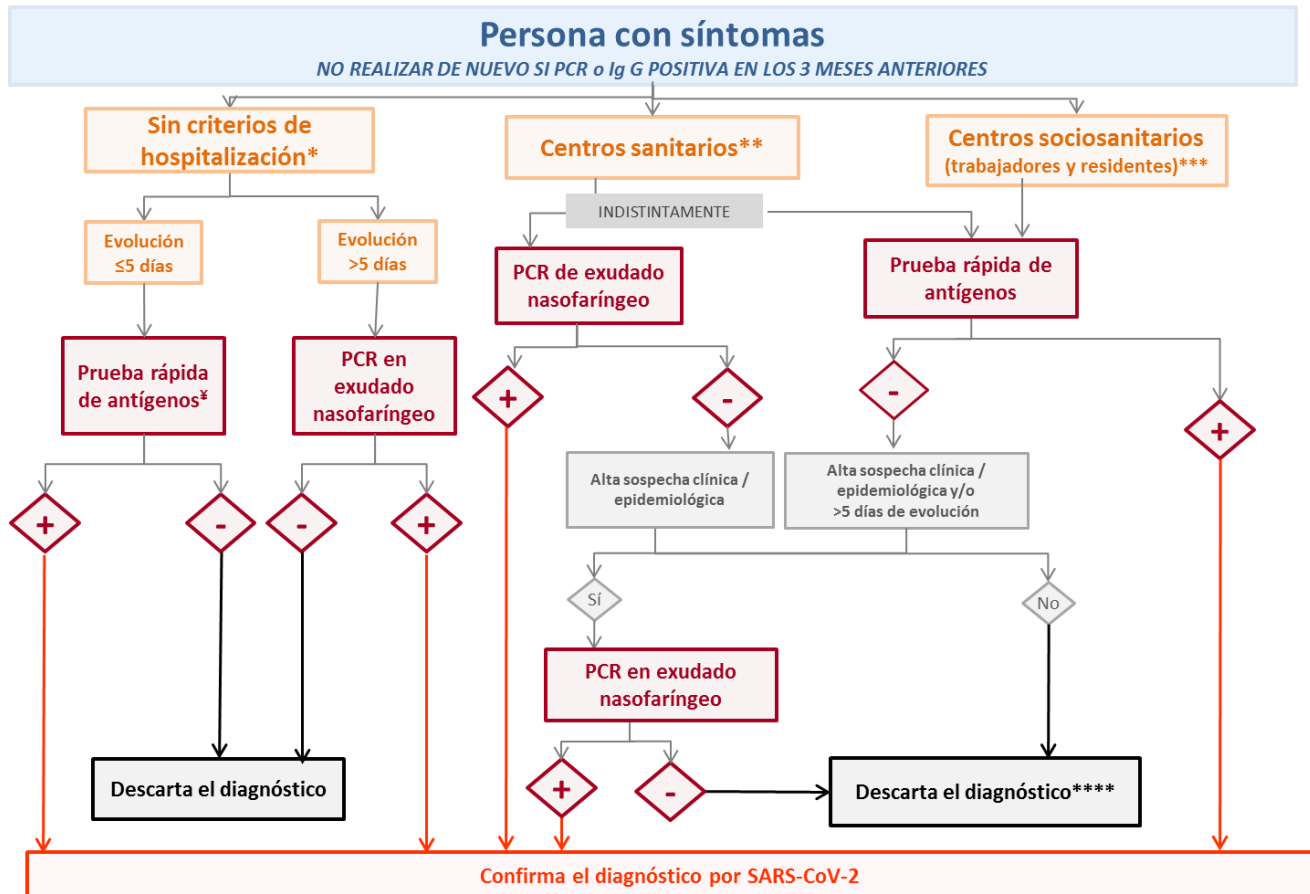 Persona con síntomas
NO REALIZAR DE NUEVO SI PCR o Ig G POSITIVA EN LOS 3 MESES ANTERIORES
Sin criterios de
hospitalización*
Centros sanitarios**
Centros sociosanitarios
(trabajadores y residentes)***
INDISTINTAMENTE
Evolución
≤5 días
Evolución
>5 días
PCR de exudado
nasofaríngeo
Prueba rápida de
antígenos
Prueba rápida
de antígenos¥
PCR en
exudado
nasofaríngeo
+
-
-
+
Alta sospecha clínica /
epidemiológica
Alta sospecha clínica /
epidemiológica y/o
>5 días de evolución
+
-
-
+
Sí
No
PCR en exudado
nasofaríngeo
Descarta el diagnóstico
+
-
Descarta el diagnóstico****
Confirma el diagnóstico por SARS-CoV-2